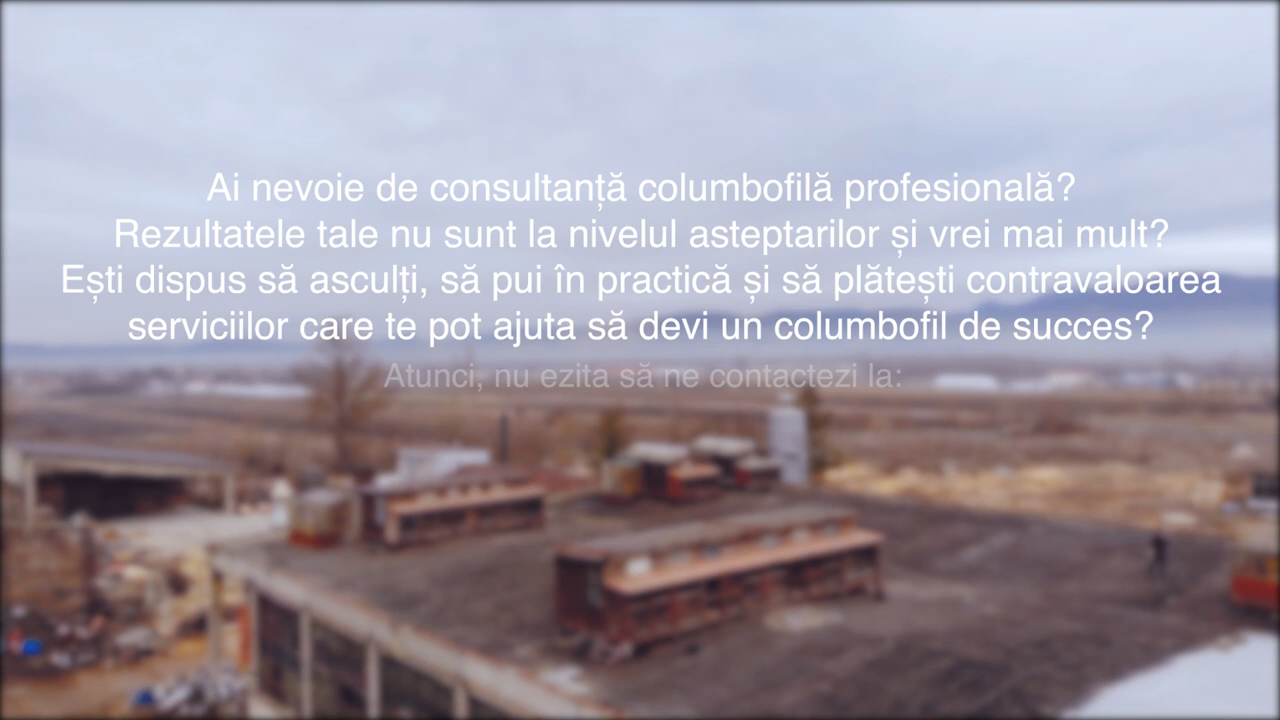 Ai nevoie de consultanță columbofilă profesională?
Rezultatele tale nu sunt la nivelul asteptarilor și vrei mai mult?
Ești dispus să asculți, să pui în practică și să plătești contravaloarea
serviciilor care te pot ajuta să devi un columbofil de succes?
Atunci, nu ezita să ne contactezi la: